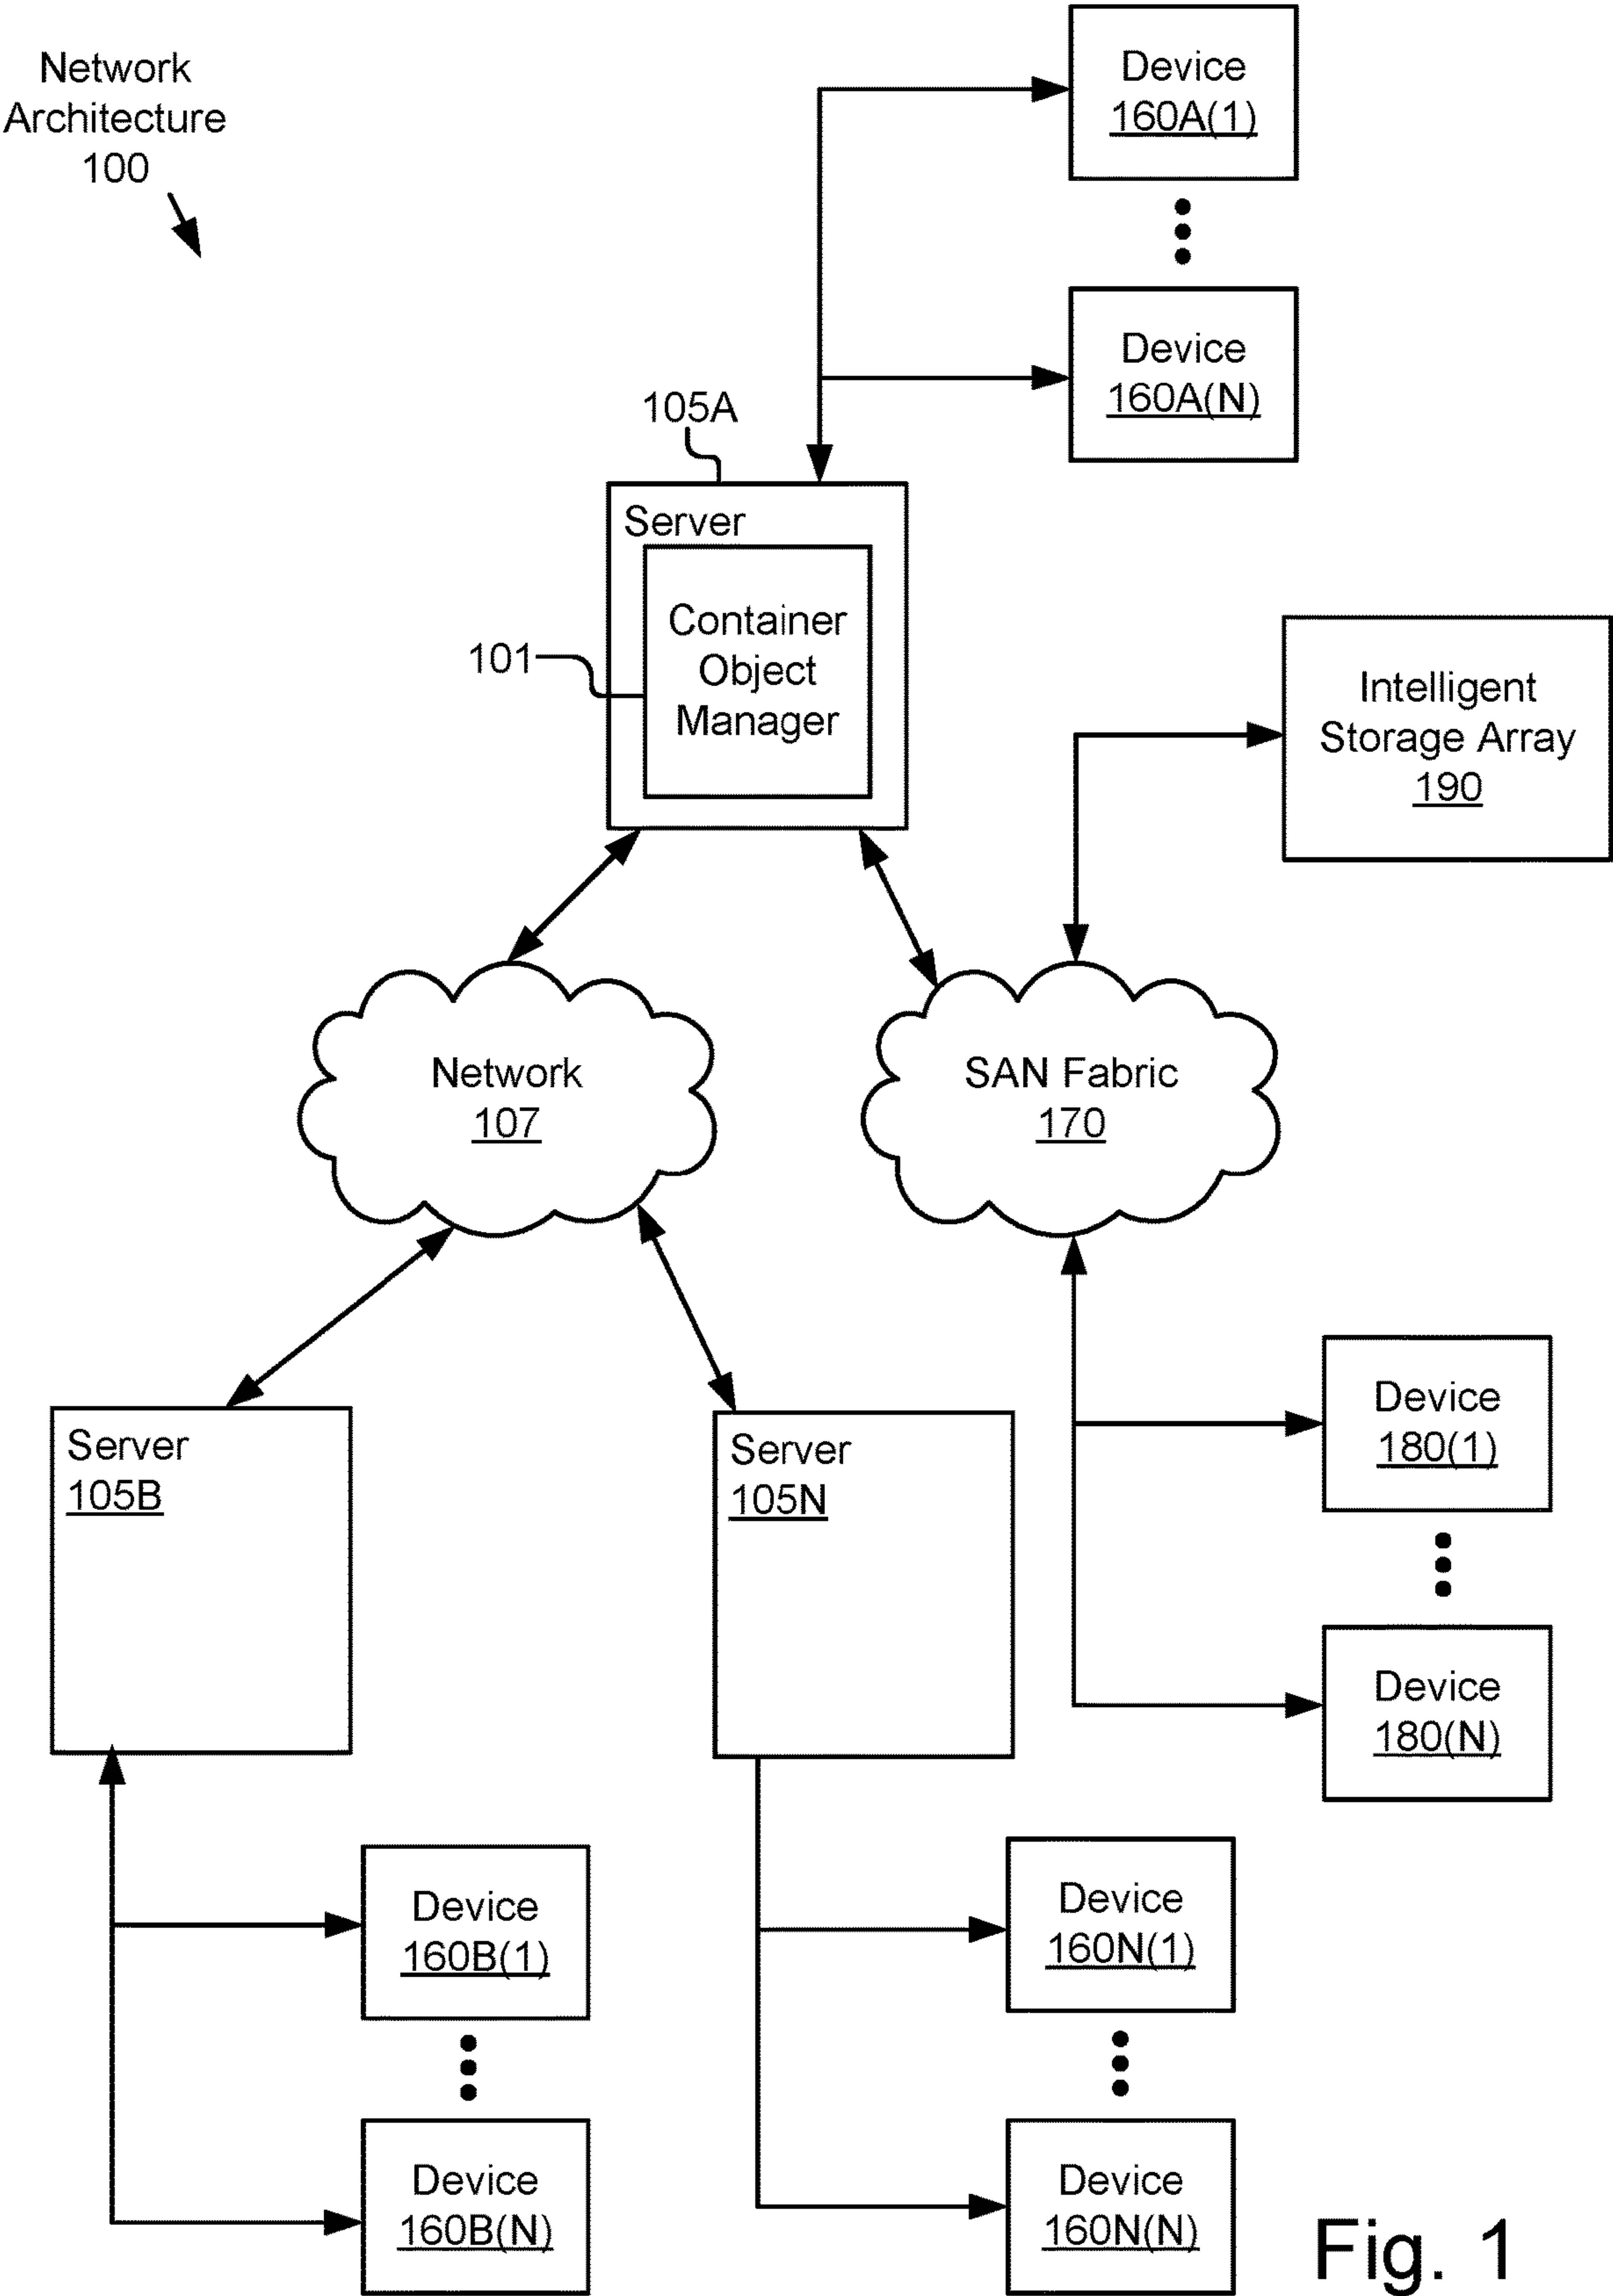 Network
Architecture
100
Device
160A(1)
Device
160A(N)
105A
Server
Container
Object
Manager
101
Intelligent
Storage Array
190
Network
107
SAN Fabric
170
Server
105B
Server
105N
Device
180(1)
Device
180(N)
Device
160B(1)
Device
160B(N)
Device
160N(1)
Device
160N(N)
Fig. 1